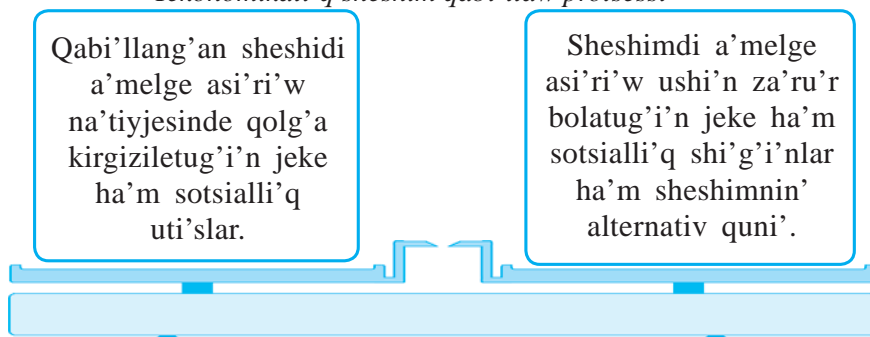 sheshim
Qabi’llang’an sheshidi
a’melge asi’ri’w
na’tiyjesinde qolg’a
kirgiziletug’i’n jeke
ha’m sotsialli’q
uti’slar.
Sheshimdi a’melge
asi’ri’w ushi’n za’ru’r
bolatug’i’n jeke ha’m
sotsialli’q shi’g’i’nlar
ha’m sheshimnin’
alternativ quni’.